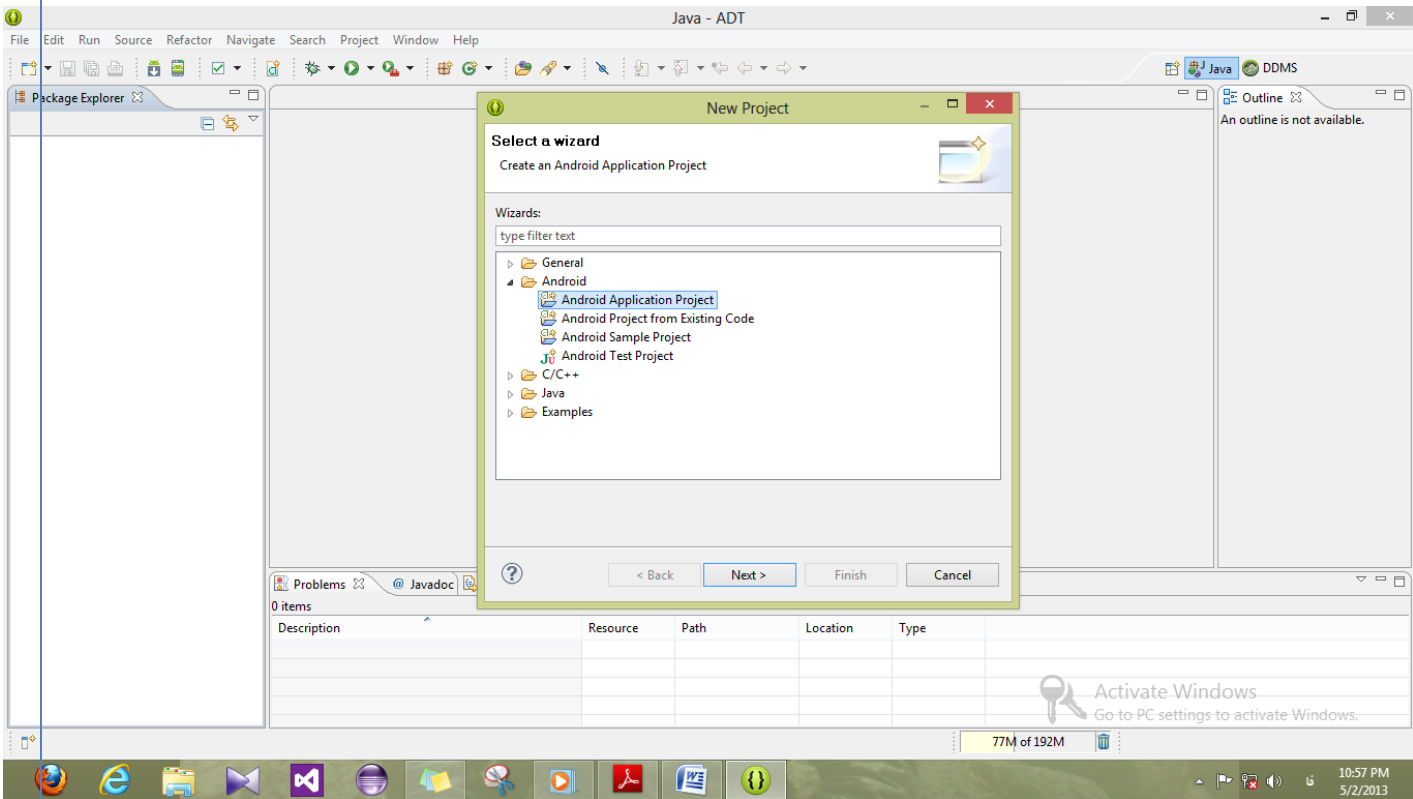 Java - ADT
File Edit Run Source Refactor Navigate Search Project Window Help
Java DDMS
Package Explorer
Outline
An outline is not available.
New Project
Select a wizard
Create an Android Application Project
Wizards:
type filter text
General
Android
Android Application Project
Android Project from Existing Code
Android Sample Project
Android Test Project
C/C++
Java
Examples
< Back Next > Finish Cancel
Problems @ Javadoc
0 items
Description Resource Path Location Type
Activate Windows
Go to PC settings to activate Windows.
77M of 192M
10:57 PM
5/2/2013